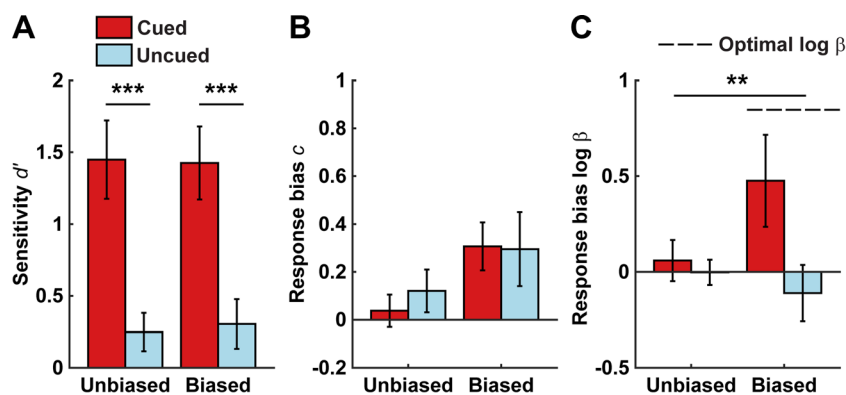 A
Cued
Uncued
B
C
Optimal log β
2
1.5
1
0.5
0
Sensitivity d'
***
***
Unbiased
Biased
1
0.8
0.6
0.4
0.2
0
-0.2
Response bias c
Unbiased
Biased
1
0.5
0
-0.5
Response bias log β
**
Unbiased
Biased